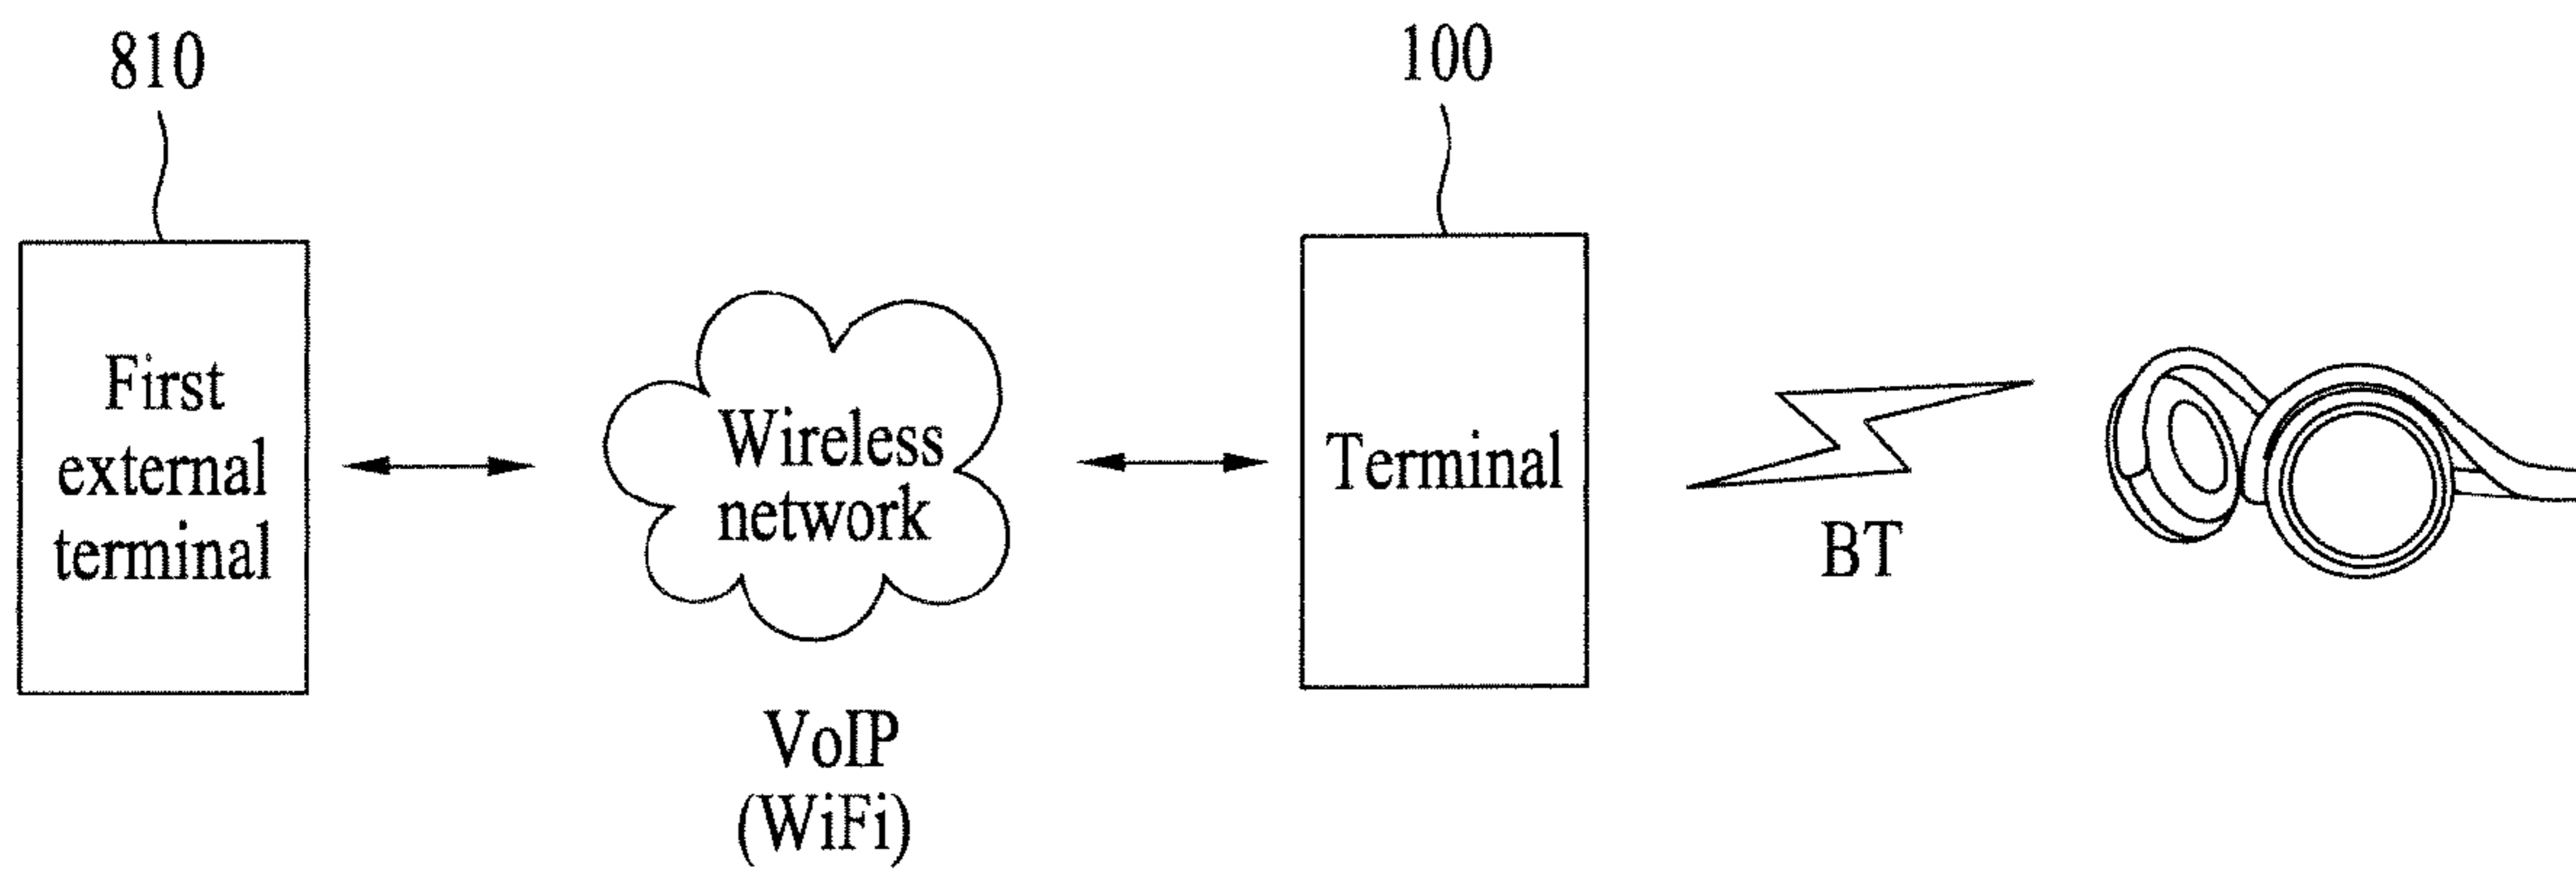 810
100
First
external
terminal
Wireless
network
Terminal
BT
VoIP
(WiFi)